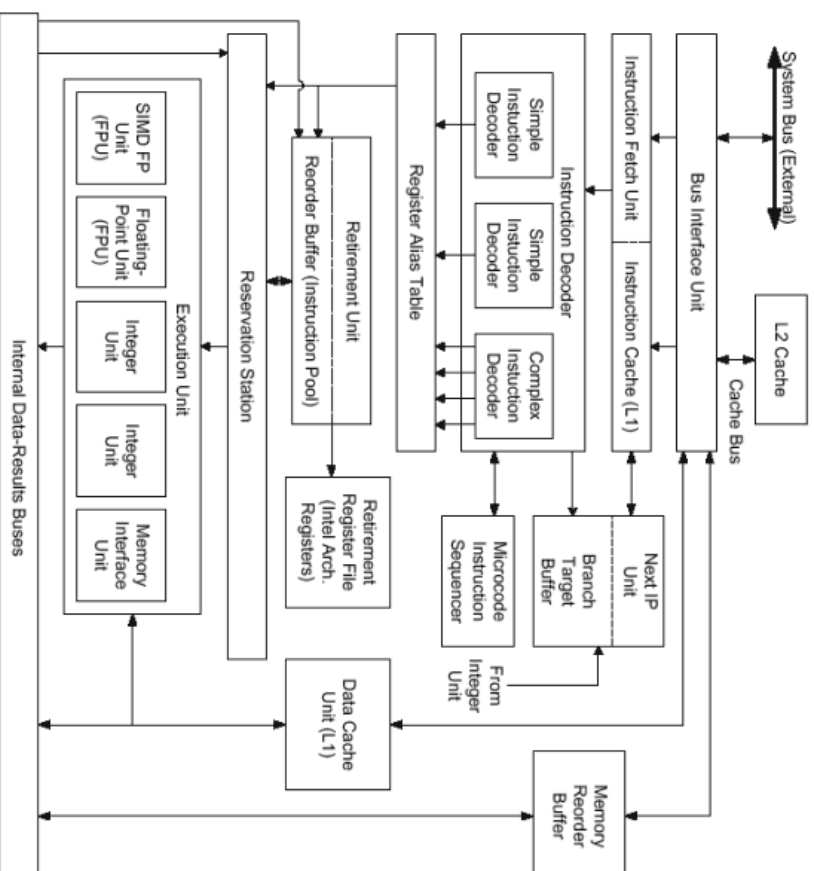 System Bus (External)
L2 Cache
Cache Bus
Bus Interface Unit
Instruction Fetch Unit
Instruction Cache (L1)
Next IP
Unit
Branch
Target
Buffer
Instruction Decoder
Simple
Instuction
Decoder
Simple
Instuction
Decoder
Complex
Instuction
Decoder
Microcode
Instruction
Sequencer
From
Integer
Unit
Register Alias Table
Retirement Unit
Reorder Buffer (Instruction Pool)
Retirement
Register File
(Intel Arch.
Registers)
Data Cache
Unit (L1)
Memory
Reorder
Buffer
Reservation Station
Execution Unit
SIMD FP
Unit
(FPU)
Floating-
Point Unit
(FPU)
Integer
Unit
Integer
Unit
Memory
Interface
Unit
Internal Data-Results Buses